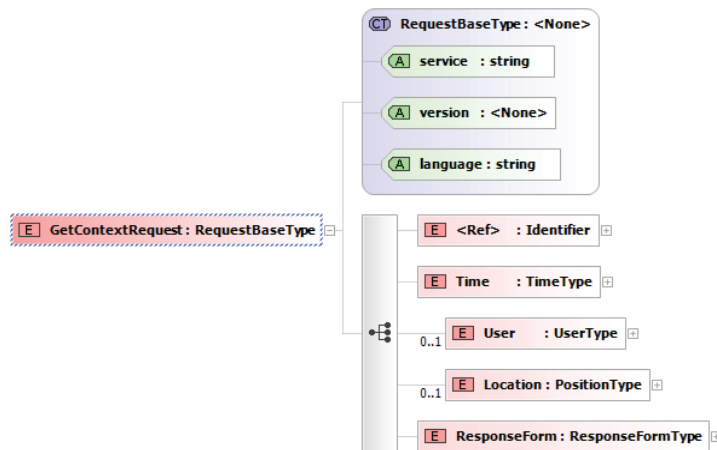 CT RequestBaseType : <None>
A service : string
A version : <None>
A language : string
E GetContextRequest : RequestBaseType
E <Ref> : Identifier
E Time : TimeType
0..1 E User : UserType
0..1 E Location : PositionType
E ResponseForm : ResponseFormType